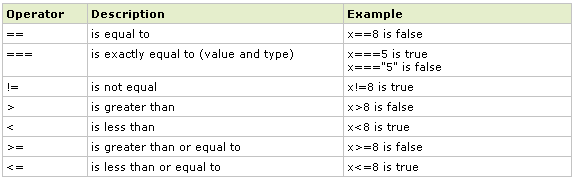 Operator Description Example
== is equal to x==8 is false
=== is exactly equal to (value and type) x===5 is true
x==="5" is false
!= is not equal x!=8 is true
> is greater than x>8 is false
< is less than x<8 is true
>= is greater than or equal to x>=8 is false
<= is less than or equal to x<=8 is true